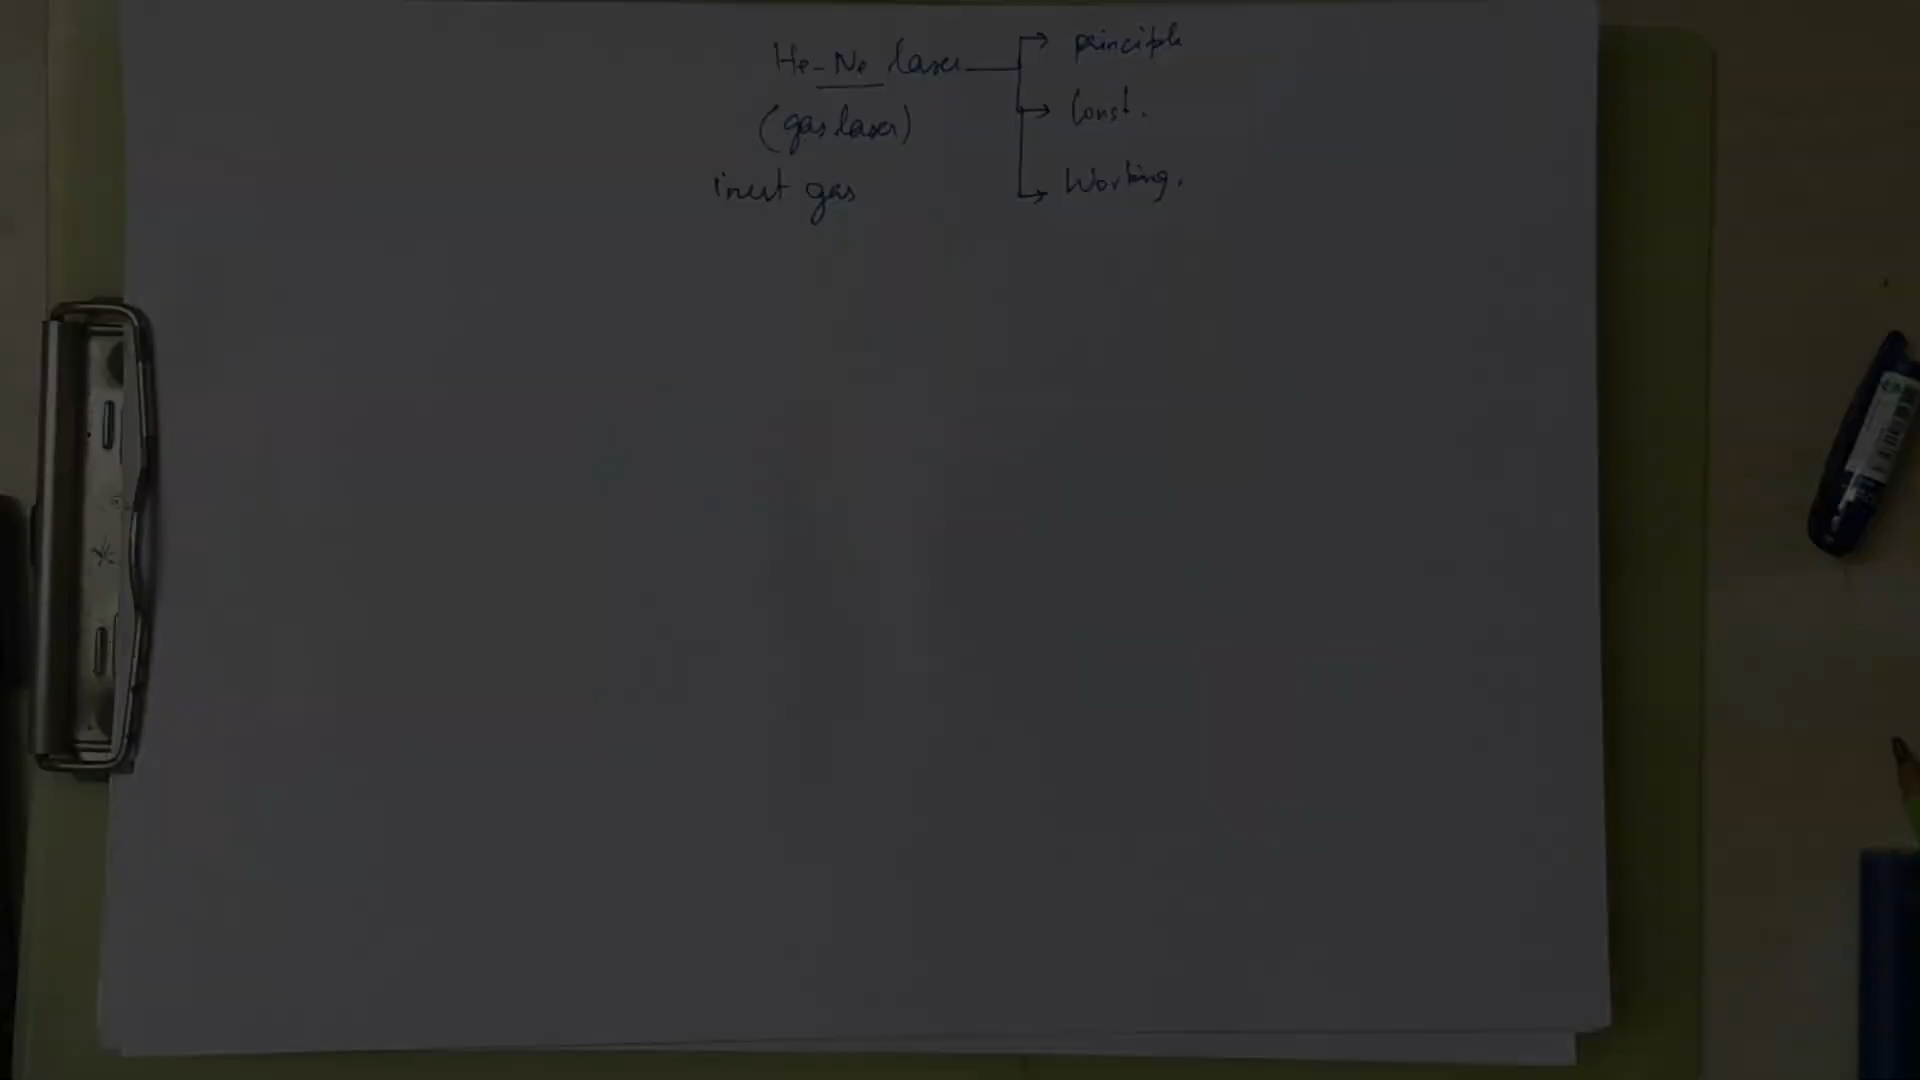 He-Ne laser → principle
(gas laser) → Const.
inert gas → Working.